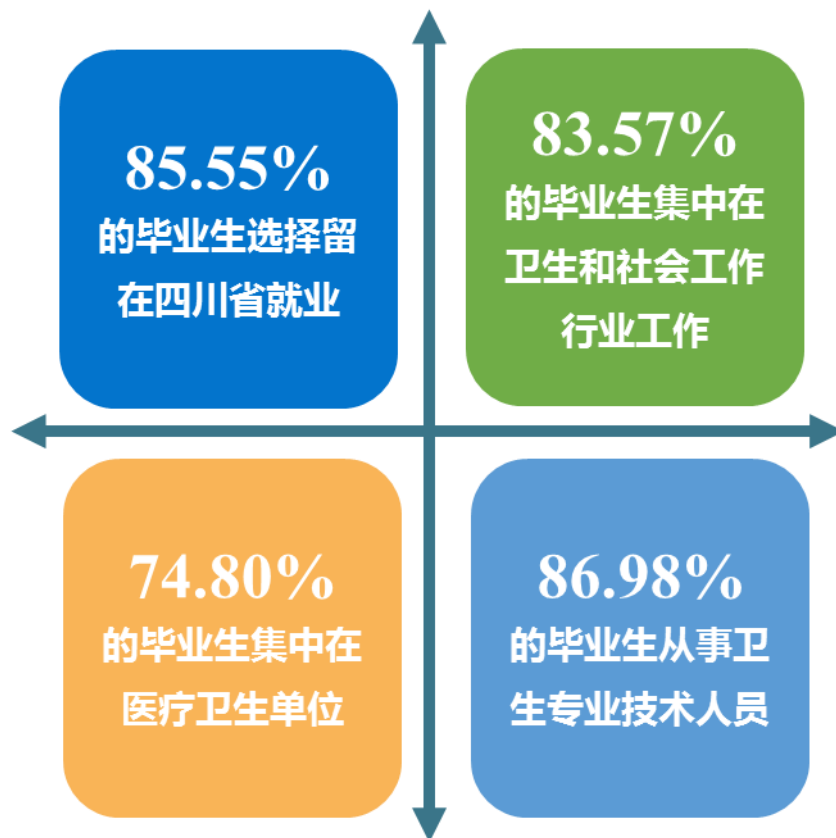 85.55%
的毕业生选择留
在四川省就业
83.57%
的毕业生集中在
卫生和社会工作
行业工作
74.80%
的毕业生集中在
医疗卫生单位
86.98%
的毕业生从事卫
生专业技术人员